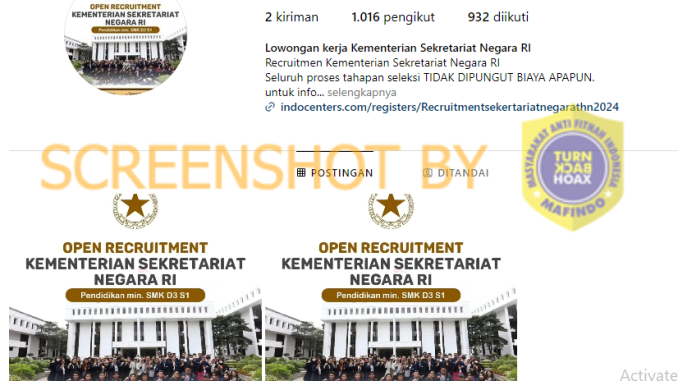 OPEN RECRUITMENT
KEMENTERIAN SEKRETARIAT
NEGARA RI
Pendidikan min. SMK D3 S1
2 kiriman 1.016 pengikut 932 diikuti
Lowongan kerja Kementerian Sekretariat Negara RI
Recruitmen Kementerian Sekretariat Negara RI
Seluruh proses tahapan seleksi TIDAK DIPUNGUT BIAYA APAPUN.
untuk info... selengkapnya
indocenters.com/registers/Recruitmentsekertariatnegarathn2024
SCREENSHOT BY
MASYARAKAT ANTI FITNAH INDONESIA
TURN
BACK
HOAX
MAFINDO
POSTINGAN DITANDAI
OPEN RECRUITMENT
KEMENTERIAN SEKRETARIAT
NEGARA RI
Pendidikan min. SMK D3 S1
OPEN RECRUITMENT
KEMENTERIAN SEKRETARIAT
NEGARA RI
Pendidikan min. SMK D3 S1
Activate